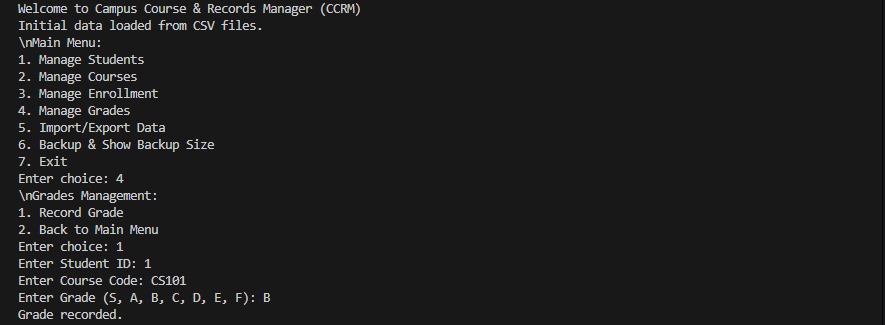 Welcome to Campus Course & Records Manager (CCRM)
Initial data loaded from CSV files.
\nMain Menu:
1. Manage Students
2. Manage Courses
3. Manage Enrollment
4. Manage Grades
5. Import/Export Data
6. Backup & Show Backup Size
7. Exit
Enter choice: 4
\nGrades Management:
1. Record Grade
2. Back to Main Menu
Enter choice: 1
Enter Student ID: 1
Enter Course Code: CS101
Enter Grade (S, A, B, C, D, E, F): B
Grade recorded.